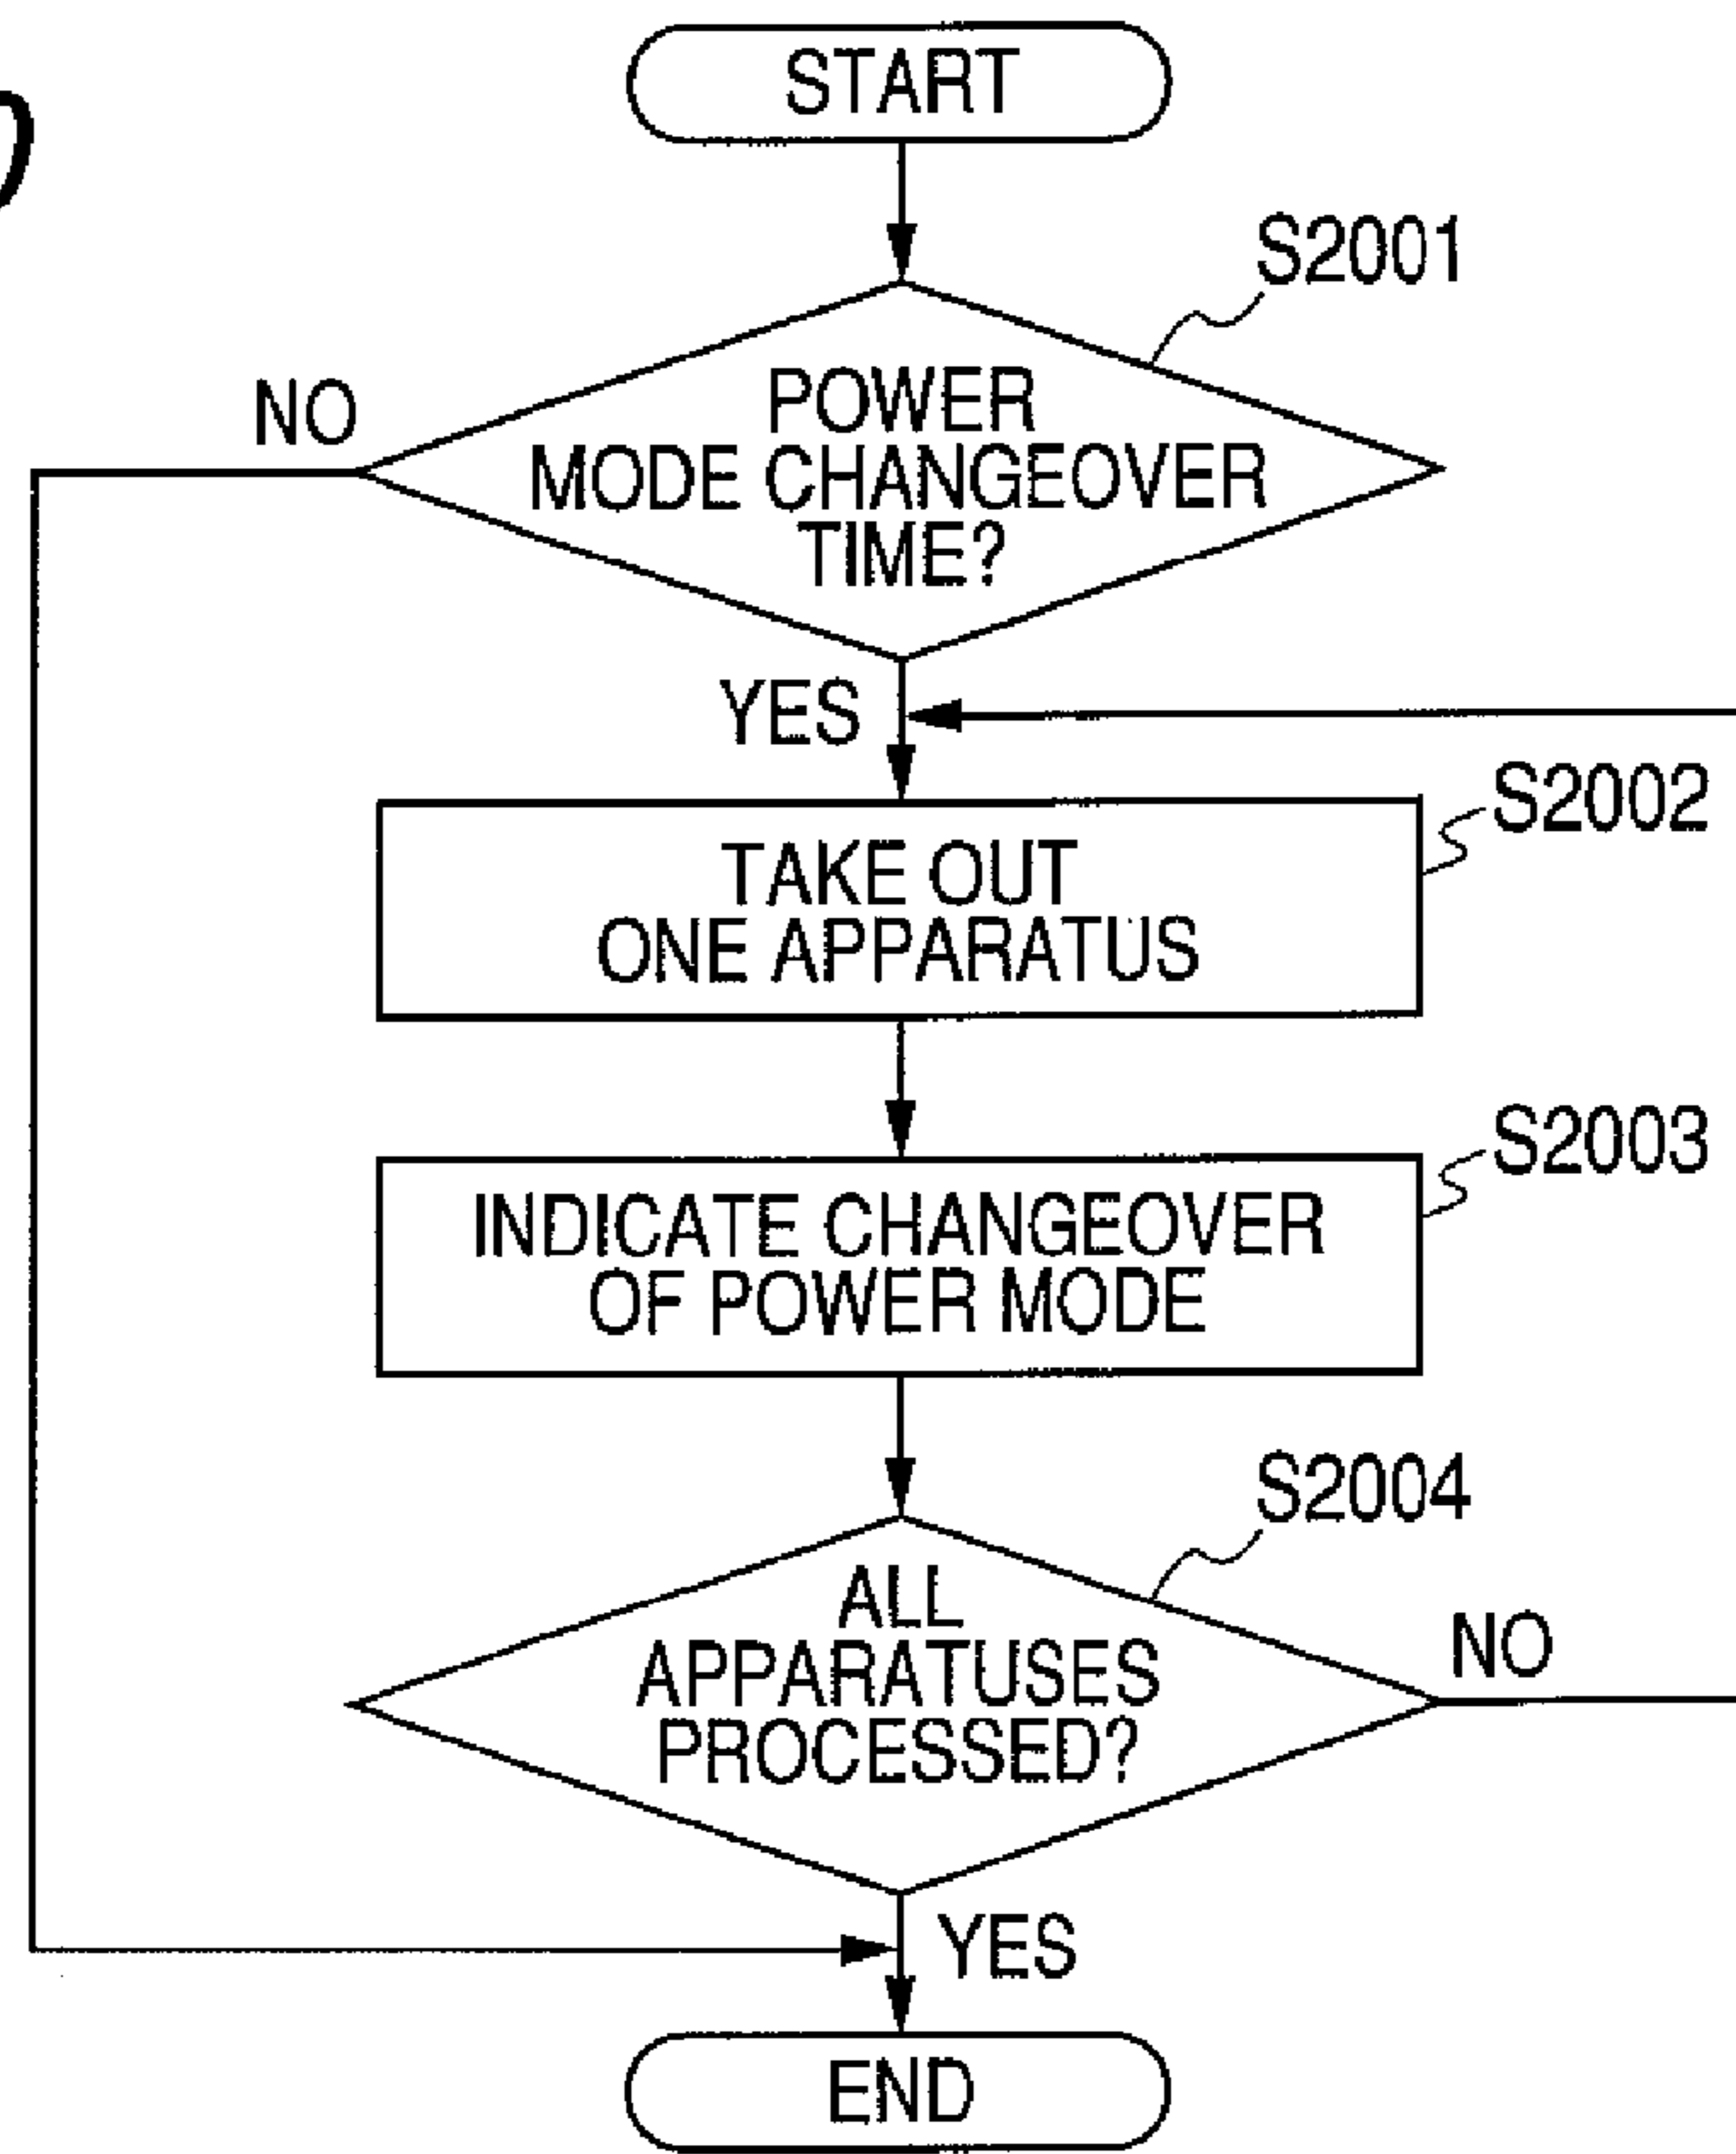 START
S2001
POWER
MODE CHANGEOVER
TIME?
NO
YES
S2002
TAKE OUT
ONE APPARATUS
S2003
INDICATE CHANGEOVER
OF POWER MODE
S2004
ALL
APPARATUSES
PROCESSED?
NO
YES
END